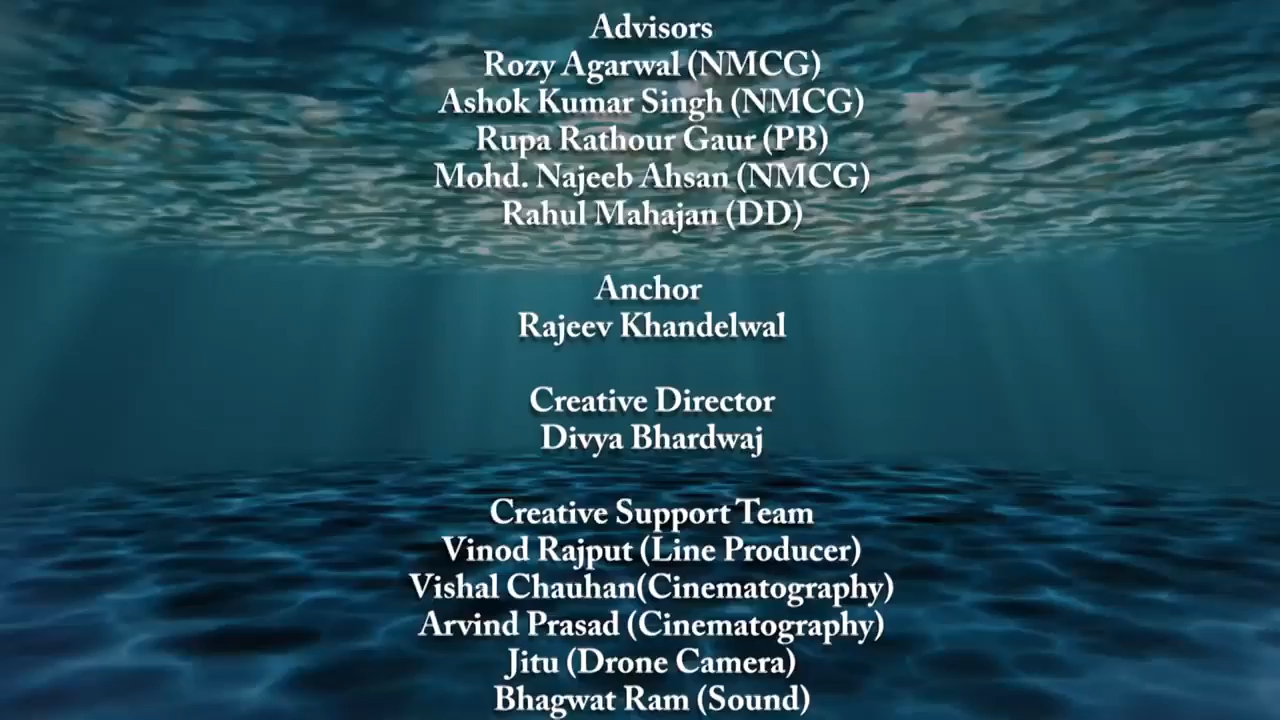 Advisors
Rozy Agarwal (NMCG)
Ashok Kumar Singh (NMCG)
Rupa Rathour Gaur (PB)
Mohd. Najeeb Ahsan (NMCG)
Rahul Mahajan (DD)
Anchor
Rajeev Khandelwal
Creative Director
Divya Bhardwaj
Creative Support Team
Vinod Rajput (Line Producer)
Vishal Chauhan(Cinematography)
Arvind Prasad (Cinematography)
Jitu (Drone Camera)
Bhagwat Ram (Sound)